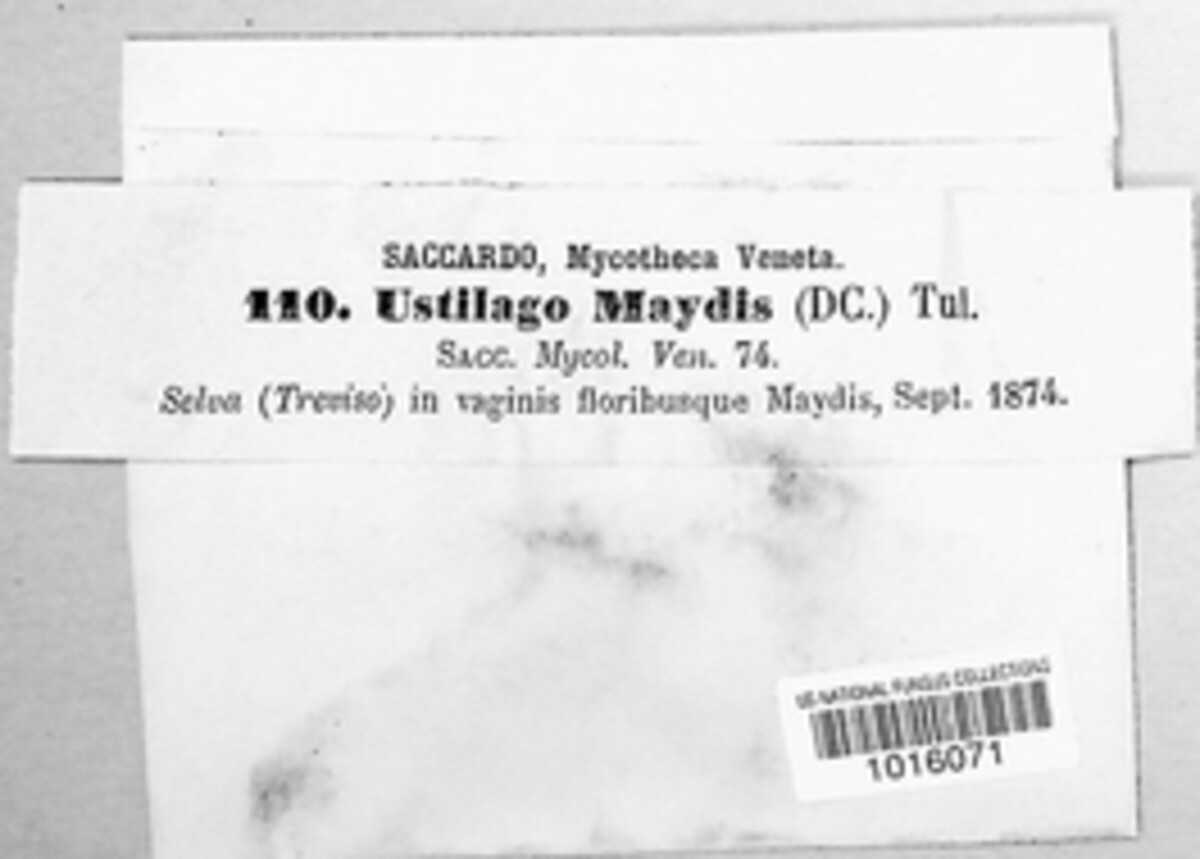 SACCARDO, Mycotheca Veneta.
110. Ustilago Maydis (DC.) Tul.
SACC. Mycol. Ven. 74.
Selva (Treviso) in vaginis floribusque Maydis, Sept. 1874.
US NATIONAL FUNGUS COLLECTIONS
1016071